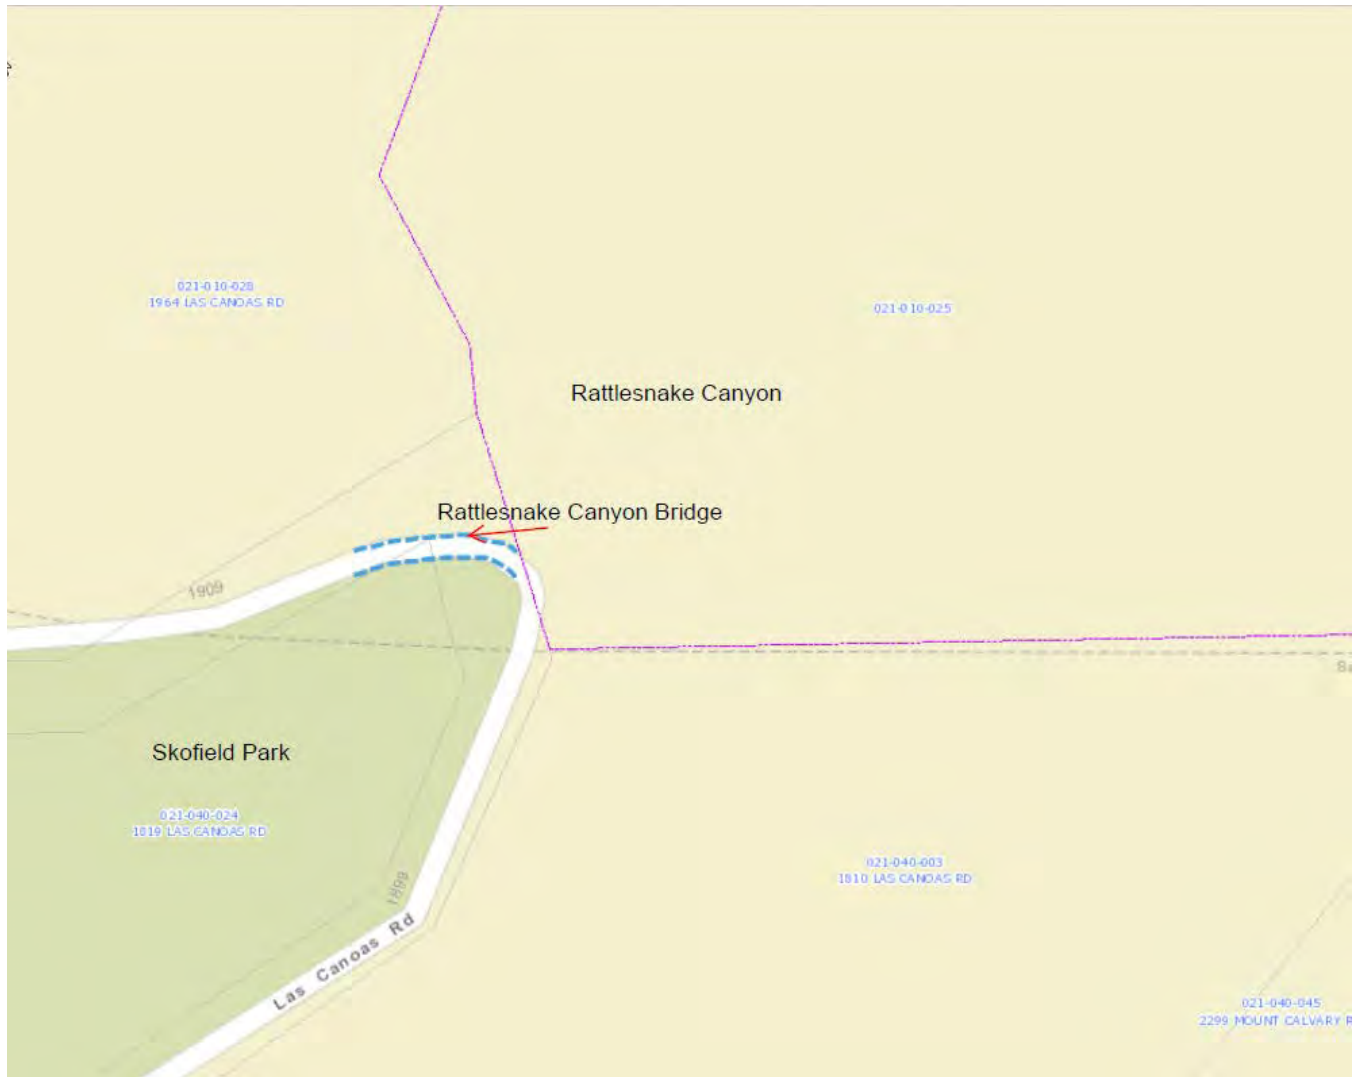 021-010-028
1964 LAS CANOAS RD
021-010-025
Rattlesnake Canyon
Rattlesnake Canyon Bridge
1909
Skofield Park
021-040-024
1819 LAS CANOAS RD
021-040-003
1810 LAS CANOAS RD
1899
Las Canoas Rd
021-040-045
2299 MOUNT CALVARY R